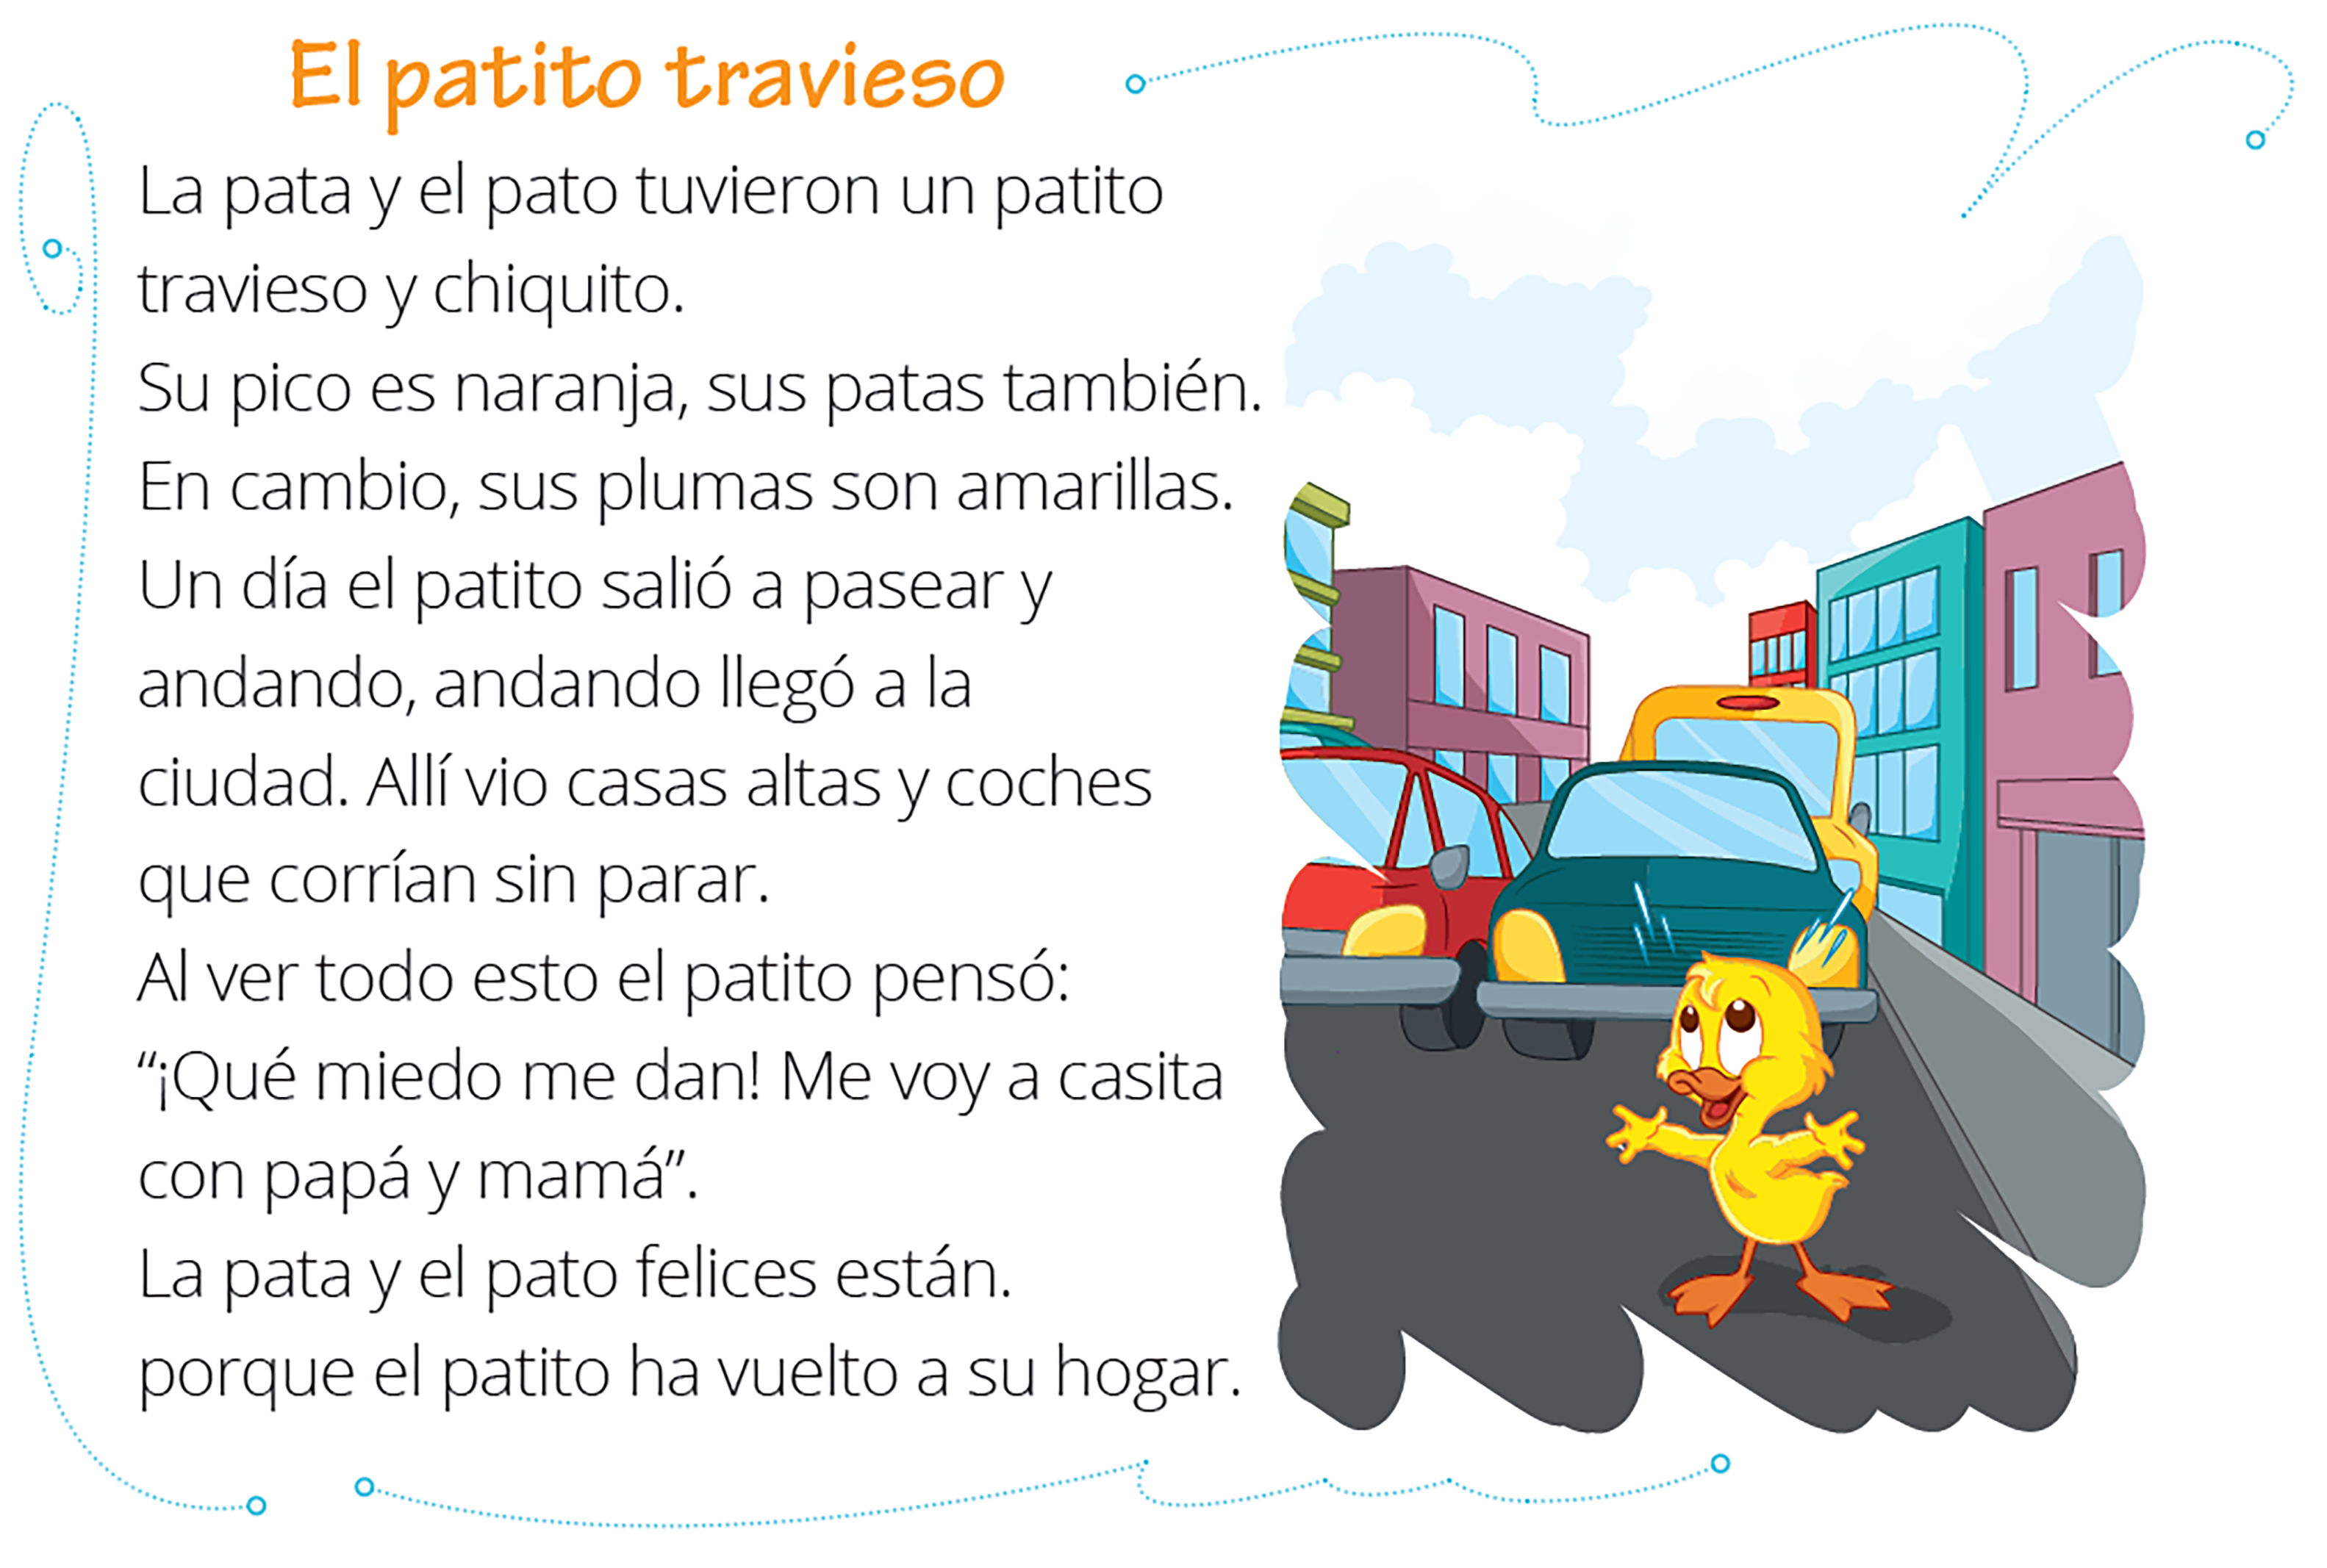 El patito travieso
La pata y el pato tuvieron un patito
travieso y chiquito.
Su pico es naranja, sus patas también.
En cambio, sus plumas son amarillas.
Un día el patito salió a pasear y
andando, andando llegó a la
ciudad. Allí vio casas altas y coches
que corrían sin parar.
Al ver todo esto el patito pensó:
“¡Qué miedo me dan! Me voy a casita
con papá y mamá”.
La pata y el pato felices están.
porque el patito ha vuelto a su hogar.